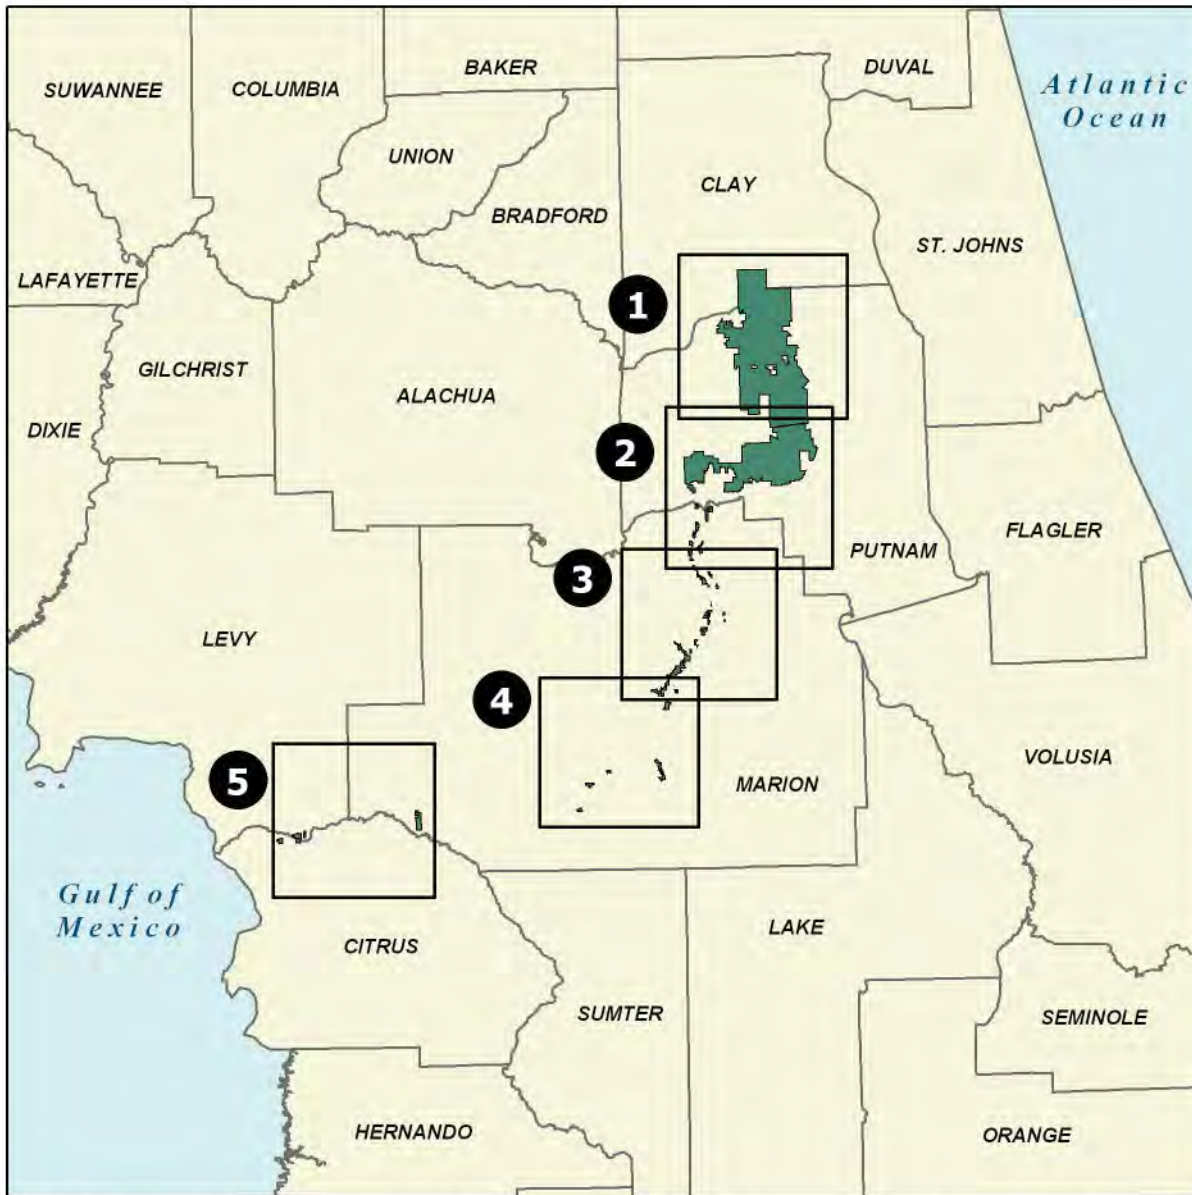 BAKER
DUVAL
SUWANNEE
COLUMBIA
Atlantic
Ocean
UNION
CLAY
BRADFORD
ST. JOHNS
LAFAYETTE
1
GILCHRIST
ALACHUA
DIXIE
2
FLAGLER
PUTNAM
3
LEVY
4
VOLUSIA
5
MARION
Gulf of
Mexico
LAKE
CITRUS
SUMTER
SEMINOLE
HERNANDO
ORANGE